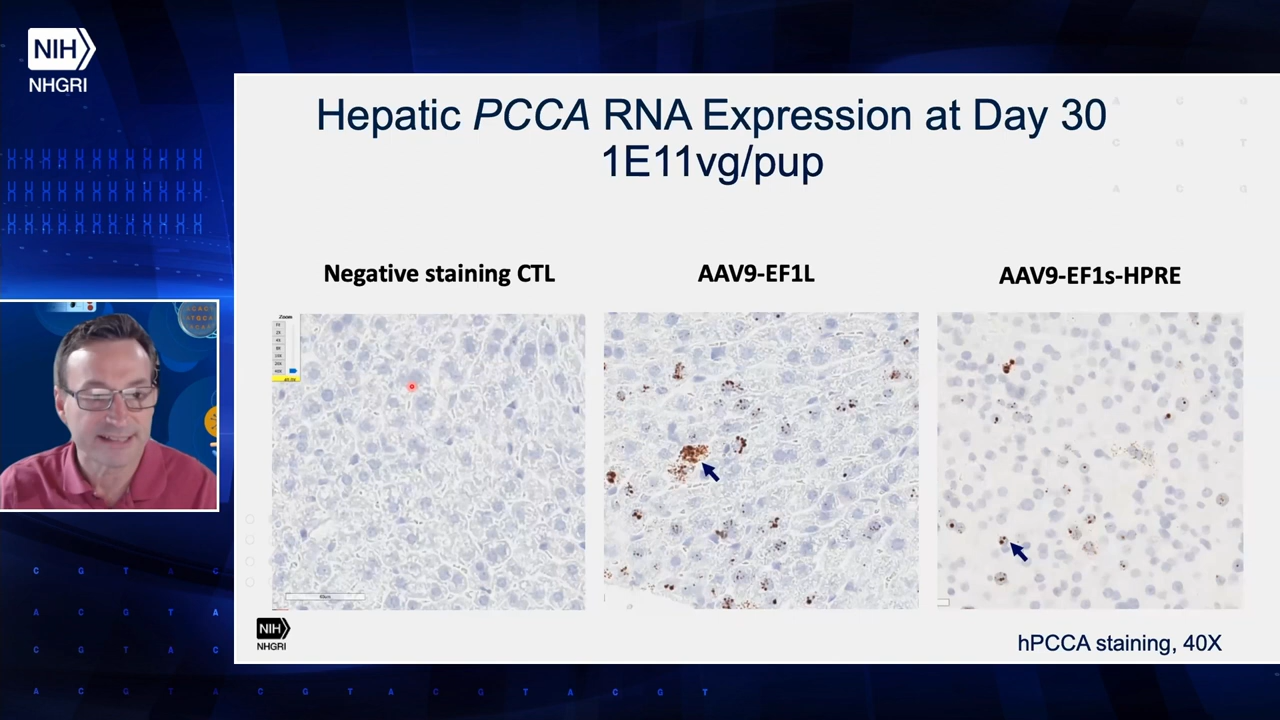 NIH
NHGRI
Hepatic PCCA RNA Expression at Day 30
1E11vg/pup
A C G
C G T
A C G
Negative staining CTL
AAV9-EF1L
AAV9-EF1s-HPRE
Zoom
NIH
NHGRI
hPCCA staining, 40X
C G T A C
A C G T A
C G T A C
A C G T A C G T A C G T A C G T